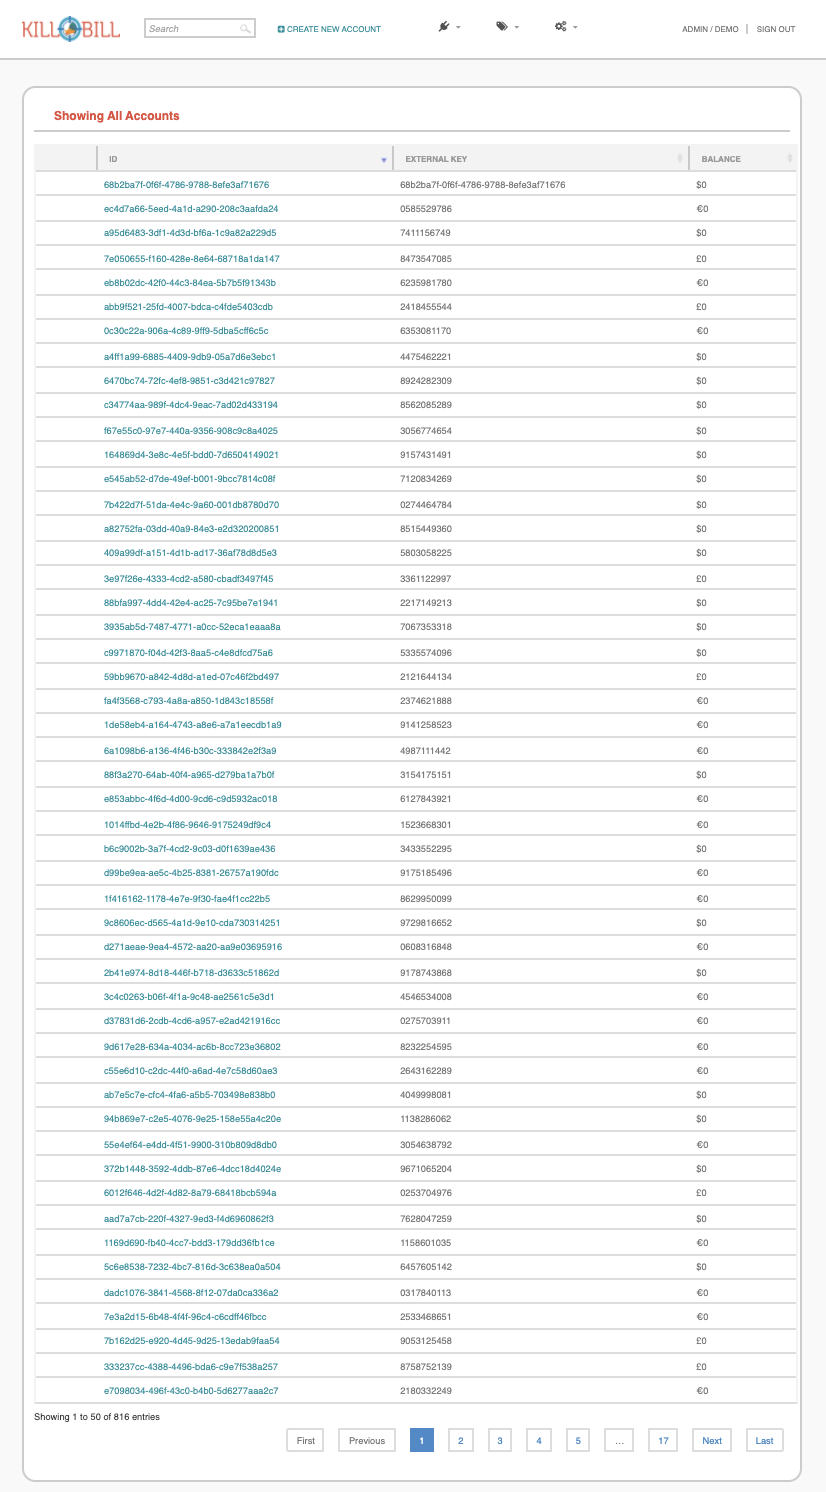 KILL BILL Search CREATE NEW ACCOUNT ADMIN / DEMO | SIGN OUT
Showing All Accounts
ID EXTERNAL KEY BALANCE
68b2ba7f-0f6f-4786-9788-8efe3af71676 68b2ba7f-0f6f-4786-9788-8efe3af71676 $0
ec4d7a66-5eed-4a1d-a290-208c3aafda24 0585529786 €0
a95d6483-3df1-4d3d-bf6a-1c9a82a229d5 7411156749 $0
7e050655-f160-428e-8e64-68718a1da147 8473547085 £0
eb8b02dc-42f0-44c3-84ea-5b7b5f91343b 6235981780 €0
abb9f521-25fd-4007-bdca-c4fde5403cdb 2418455544 £0
0c30c22a-906a-4c89-9ff9-5dba5cff6c5c 6353081170 €0
a4ff1a99-6885-4409-9db9-05a7d6e3ebc1 4475462221 $0
6470bc74-72fc-4ef8-9851-c3d421c97827 8924282309 $0
c34774aa-989f-4dc4-9eac-7ad02d433194 8562085289 $0
f67e55c0-97e7-440a-9356-908c9c8a4025 3056774654 $0
164869d4-3e8c-4e5f-bdd0-7d6504149021 9157431491 $0
e545ab52-d7de-49ef-b001-9bcc7814c08f 7120834269 $0
7b422d7f-51da-4e4c-9a60-001db8780d70 0274464784 $0
a82752fa-03dd-40a9-84e3-e2d320200851 8515449360 $0
409a99df-a151-4d1b-ad17-36af78d8d5e3 5803058225 $0
3e97f26e-4333-4cd2-a580-cbadf3497f45 3361122997 £0
88bfa997-4dd4-42e4-ac25-7c95be7e1941 2217149213 $0
3935ab5d-7487-4771-a0cc-52eca1eaaa8a 7067353318 $0
c9971870-f04d-42f3-8aa5-c4e8dfcd75a6 5335574096 $0
59bb9670-a842-4d8d-a1ed-07c46f2bd497 2121644134 £0
fa4f3568-c793-4a8a-a850-1d843c18558f 2374621888 €0
1de58eb4-a164-4743-a8e6-a7a1eecdb1a9 9141258523 €0
6a1098b6-a136-4f46-b30c-333842e2f3a9 4987111442 €0
88f3a270-64ab-40f4-a965-d279ba1a7b0f 3154175151 $0
e853abbc-4f6d-4d00-9cd6-c9d5932ac018 6127843921 €0
1014ffbd-4e2b-4f86-9646-9175249df9c4 1523668301 €0
b6c9002b-3a7f-4cd2-9c03-d0f1639ae436 3433552295 $0
d99be9ea-ae5c-4b25-8381-26757a190fdc 9175185496 €0
1f416162-1178-4e7e-9f30-fae4f1cc22b5 8629950099 €0
9c8606ec-d565-4a1d-9e10-cda730314251 9729816652 $0
d271aeae-9ea4-4572-aa20-aa9e03695916 0608316848 €0
2b41e974-8d18-446f-b718-d3633c51862d 9178743868 $0
3c4c0263-b06f-4f1a-9c48-ae2561c5e3d1 4546534008 €0
d37831d6-2cdb-4cd6-a957-e2ad421916cc 0275703911 €0
9d617e28-634a-4034-ac6b-8cc723e36802 8232254595 €0
c55e6d10-c2dc-44f0-a6ad-4e7c58d60ae3 2643162289 €0
ab7e5c7e-cfc4-4fa6-a5b5-703498e838b0 4049998081 $0
94b869e7-c2e5-4076-9e25-158e55a4c20e 1138286062 $0
55e4ef64-e4dd-4f51-9900-310b809d8db0 3054638792 €0
372b1448-3592-4ddb-87e6-4dcc18d4024e 9671065204 $0
6012f646-4d2f-4d82-8a79-68418bcb594a 0253704976 £0
aad7a7cb-220f-4327-9ed3-f4d6960862f3 7628047259 $0
1169d690-fb40-4cc7-bdd3-179dd36fb1ce 1158601035 €0
5c6e8538-7232-4bc7-816d-3c638ea0a504 6457605142 $0
dadc1076-3841-4568-8f12-07da0ca336a2 0317840113 €0
7e3a2d15-6b48-4f4f-96c4-c6cdff46fbcc 2533468651 €0
7b162d25-e920-4d45-9d25-13edab9faa54 9053125458 £0
333237cc-4388-4496-bda6-c9e7f538a257 8758752139 £0
e7098034-496f-43c0-b4b0-5d6277aaa2c7 2180332249 €0
Showing 1 to 50 of 816 entries
First Previous 1 2 3 4 5 ... 17 Next Last